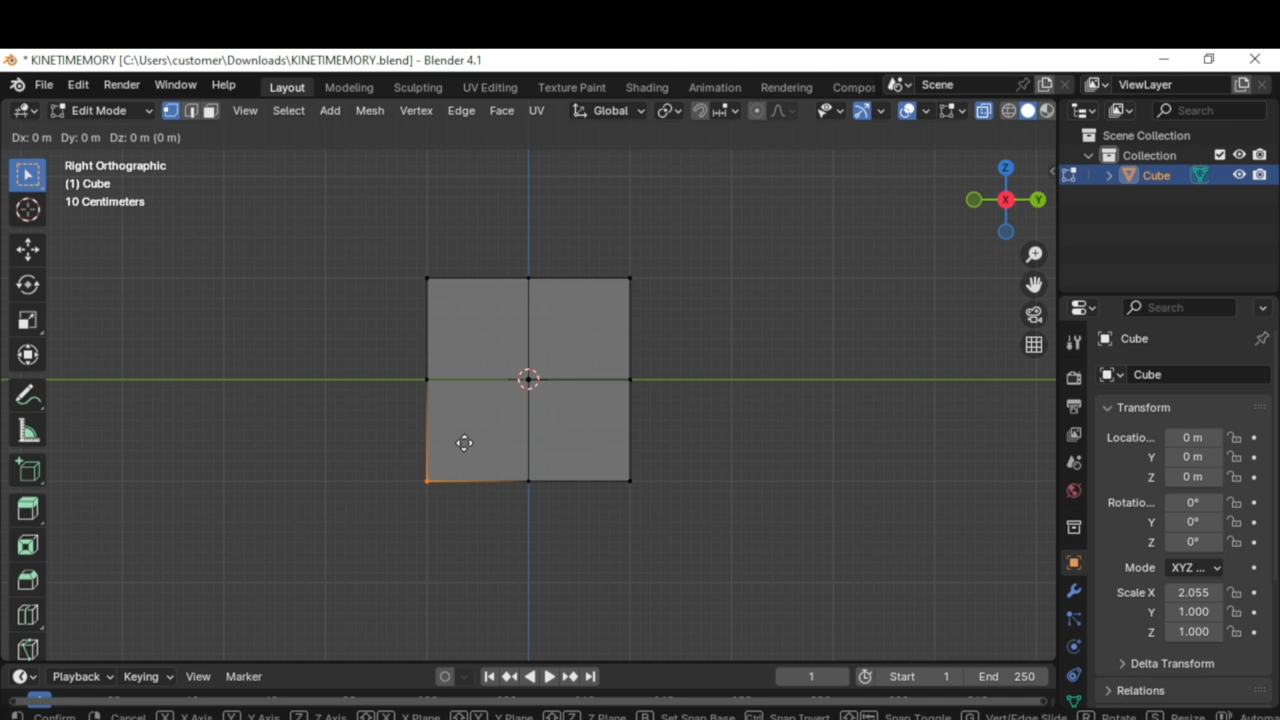 * KINETIMEMORY [C:\Users\customer\Downloads\KINETIMEMORY.blend] - Blender 4.1
File Edit Render Window Help Layout Modeling Sculpting UV Editing Texture Paint Shading Animation Rendering Compo Scene ViewLayer
Edit Mode View Select Add Mesh Vertex Edge Face UV Global Search
Dx: 0 m Dy: 0 m Dz: 0 m (0 m)
Scene Collection
Collection
Cube
Right Orthographic
(1) Cube
10 Centimeters
Z
X
Y
Search
Cube
Cube
Transform
Locatio... 0 m
Y 0 m
Z 0 m
Rotatio... 0°
Y 0°
Z 0°
Mode XYZ ...
Scale X 2.055
Y 1.000
Z 1.000
Delta Transform
Relations
Playback Keying View Marker 1 Start 1 End 250
Confirm Cancel X X Axis Y Y Axis Z Z Axis X X Plane Y Y Plane Z Z Plane B Set Snap Base Ctrl Snap Invert Snap Toggle G Vert/Edge Slide R Rotate S Resize